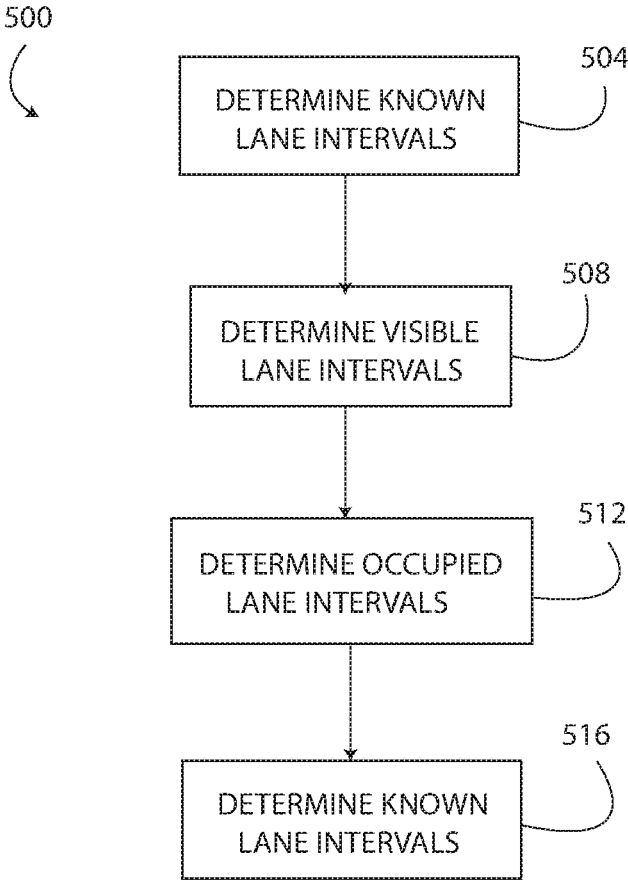 500
504
DETERMINE KNOWN
LANE INTERVALS
508
DETERMINE VISIBLE
LANE INTERVALS
512
DETERMINE OCCUPIED
LANE INTERVALS
516
DETERMINE KNOWN
LANE INTERVALS